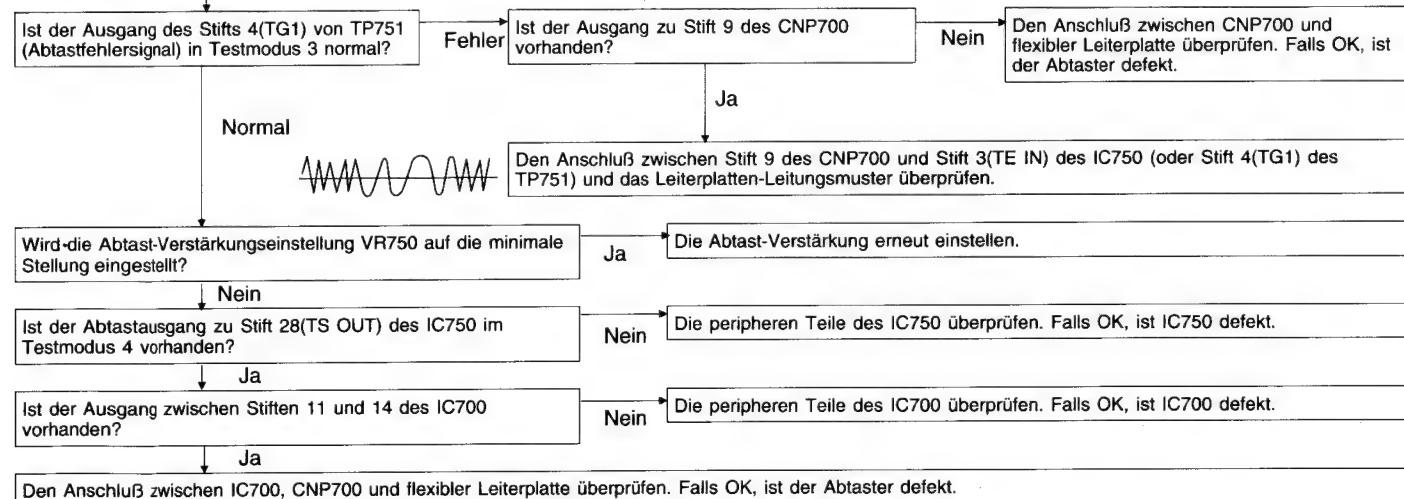 Ist der Ausgang des Stifts 4(TG1) von TP751
(Abtastfehlersignal) in Testmodus 3 normal?
Fehler
Ist der Ausgang zu Stift 9 des CNP700
vorhanden?
Nein
Den Anschluß zwischen CNP700 und
flexibler Leiterplatte überprüfen. Falls OK, ist
der Abtaster defekt.
Ja
Normal
Den Anschluß zwischen Stift 9 des CNP700 und Stift 3(TE IN) des IC750 (oder Stift 4(TG1) des
TP751) und das Leiterplatten-Leitungsmuster überprüfen.
Wird die Abtast-Verstärkungseinstellung VR750 auf die minimale
Stellung eingestellt?
Ja
Die Abtast-Verstärkung erneut einstellen.
Nein
Ist der Abtastausgang zu Stift 28(TS OUT) des IC750 im
Testmodus 4 vorhanden?
Nein
Die peripheren Teile des IC750 überprüfen. Falls OK, ist IC750 defekt.
Ja
Ist der Ausgang zwischen Stiften 11 und 14 des IC700
vorhanden?
Nein
Die peripheren Teile des IC700 überprüfen. Falls OK, ist IC700 defekt.
Ja
Den Anschluß zwischen IC700, CNP700 und flexibler Leiterplatte überprüfen. Falls OK, ist der Abtaster defekt.